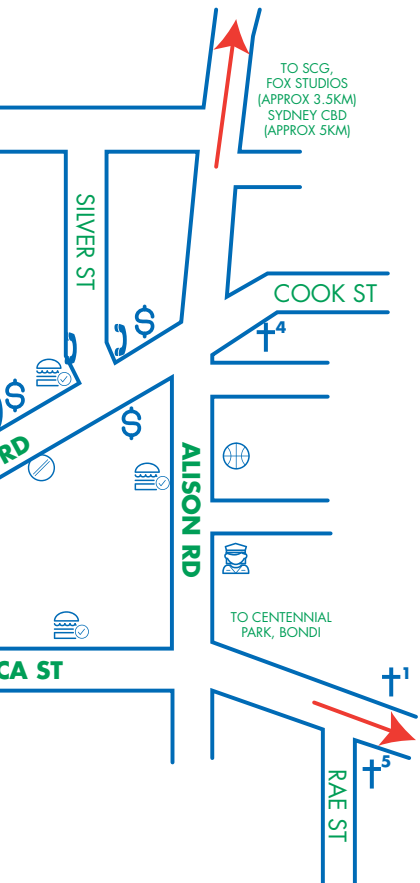 TO SCG,
FOX STUDIOS
(APPROX 3.5KM)
SYDNEY CBD
(APPROX 5KM)
SILVER ST
COOK ST
$
4
$
$
RD
ALISON RD
TO CENTENNIAL
PARK, BONDI
CA ST
1
5
RAE ST